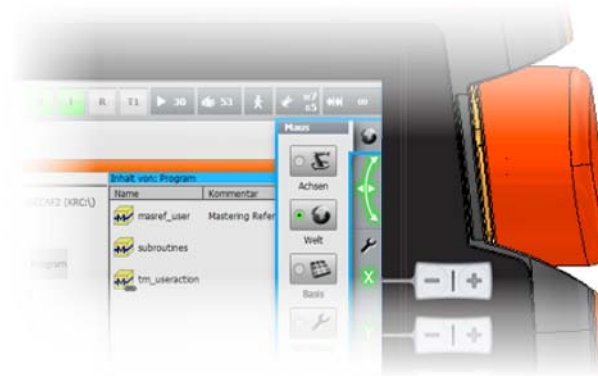 I R T1 30 53 ∞
Maus
Inhalt von: Program
Name Kommentar
masref_user Mastering Refer
subroutines
tm_useraction
Achsen
Welt
Basis
X